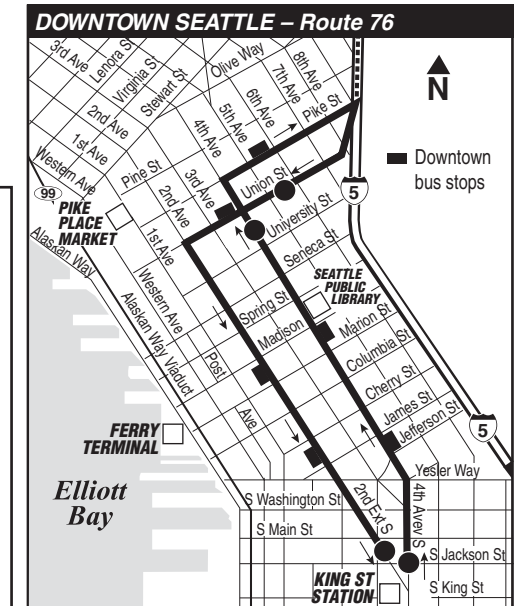 DOWNTOWN SEATTLE – Route 76
3rd Ave
Lenora St
Virginia St
Stewart St
Olive Way
8th Ave
7th Ave
6th Ave
5th Ave
4th Ave
Pike St
N
2nd Ave
1st Ave
Western Ave
Pine St
3rd Ave
2nd Ave
1st Ave
Union St
Downtown
bus stops
5
99
PIKE
PLACE
MARKET
University St
Seneca St
Alaskan Way
Western Ave
Alaskan Way Viaduct
SEATTLE
PUBLIC
LIBRARY
Spring St
Madison
Marion St
Columbia St
Post
Ave
Cherry St
James St
Jefferson St
5
FERRY
TERMINAL
Yesler Way
Elliott
Bay
S Washington St
2nd Ext S
4th Avev S
S Main St
S Jackson St
KING ST
STATION
S King St